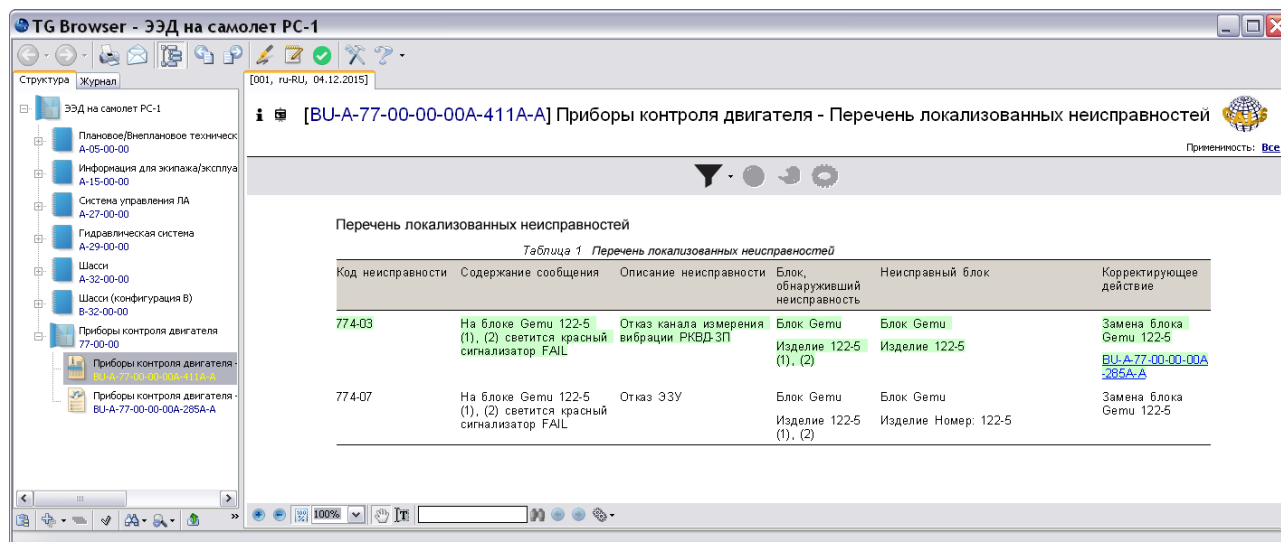 TG Browser - ЭЭД на самолет РС-1
Структура Журнал
[001, ru-RU, 04.12.2015]
ЭЭД на самолет РС-1
Плановое/Внеплановое техническ
A-05-00-00
Информация для экипажа/эксплуа
A-15-00-00
Система управления ЛА
A-27-00-00
Гидравлическая система
A-29-00-00
Шасси
A-32-00-00
Шасси (конфигурация В)
B-32-00-00
Приборы контроля двигателя
77-00-00
Приборы контроля двигателя -
BU-A-77-00-00-00A-411A-A
Приборы контроля двигателя -
BU-A-77-00-00-00A-285A-A
[BU-A-77-00-00-00A-411A-A] Приборы контроля двигателя - Перечень локализованных неисправностей
Применимость: Все
Перечень локализованных неисправностей
Таблица 1 Перечень локализованных неисправностей
Код неисправности Содержание сообщения Описание неисправности Блок, Неисправный блок Корректирующее
обнаруживший действие
неисправность
774-03 На блоке Gemu 122-5 Отказ канала измерения Блок Gemu Блок Gemu Замена блока
(1), (2) светится красный вибрации РКВД-ЗП Изделие 122-5 Изделие 122-5 Gemu 122-5
сигнализатор FAIL (1), (2) BU-A-77-00-00-00A
-285A-A
774-07 На блоке Gemu 122-5 Отказ ЭЗУ Блок Gemu Блок Gemu Замена блока
(1), (2) светится красный Изделие 122-5 Изделие Номер: 122-5 Gemu 122-5
сигнализатор FAIL (1), (2)
100%